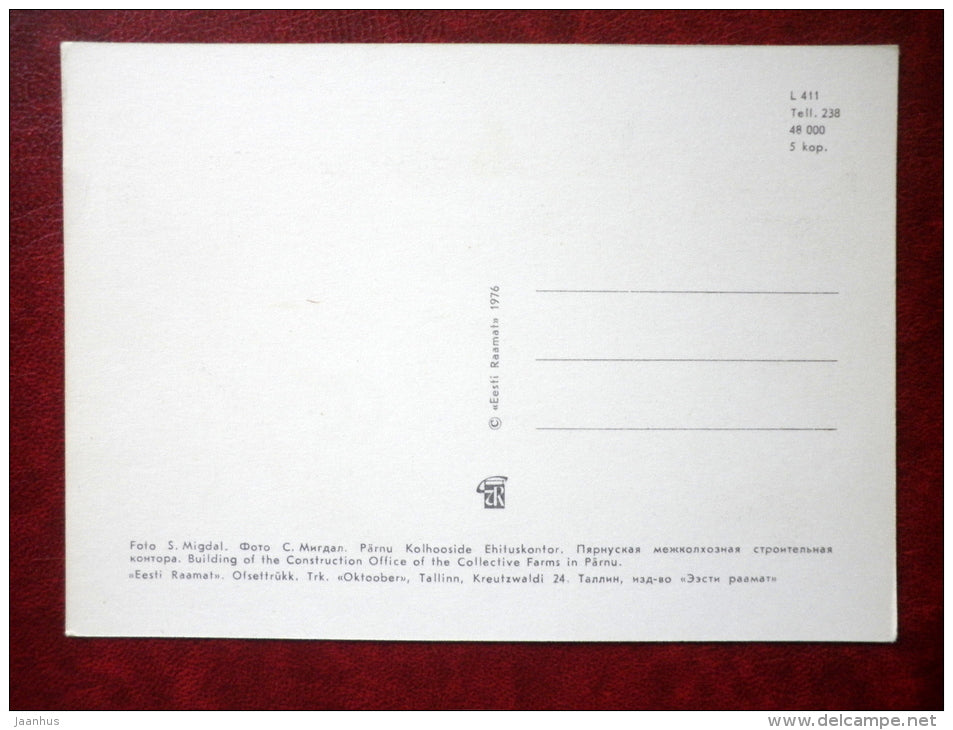 L 411
Tell. 238
48 000
5 kop.
© «Eesti Raamat» 1976
Foto S. Migdal. Фото С. Мигдал. Pärnu Kolhooside Ehituskontor. Пярнуская межколхозная строительная
контора. Building of the Construction Office of the Collective Farms in Pärnu.
«Eesti Raamat». Ofsettrükk. Trk. «Oktoober», Tallinn, Kreutzwaldi 24. Таллин, изд-во «Ээсти раамат»
jaanhus
www.delcampe.net